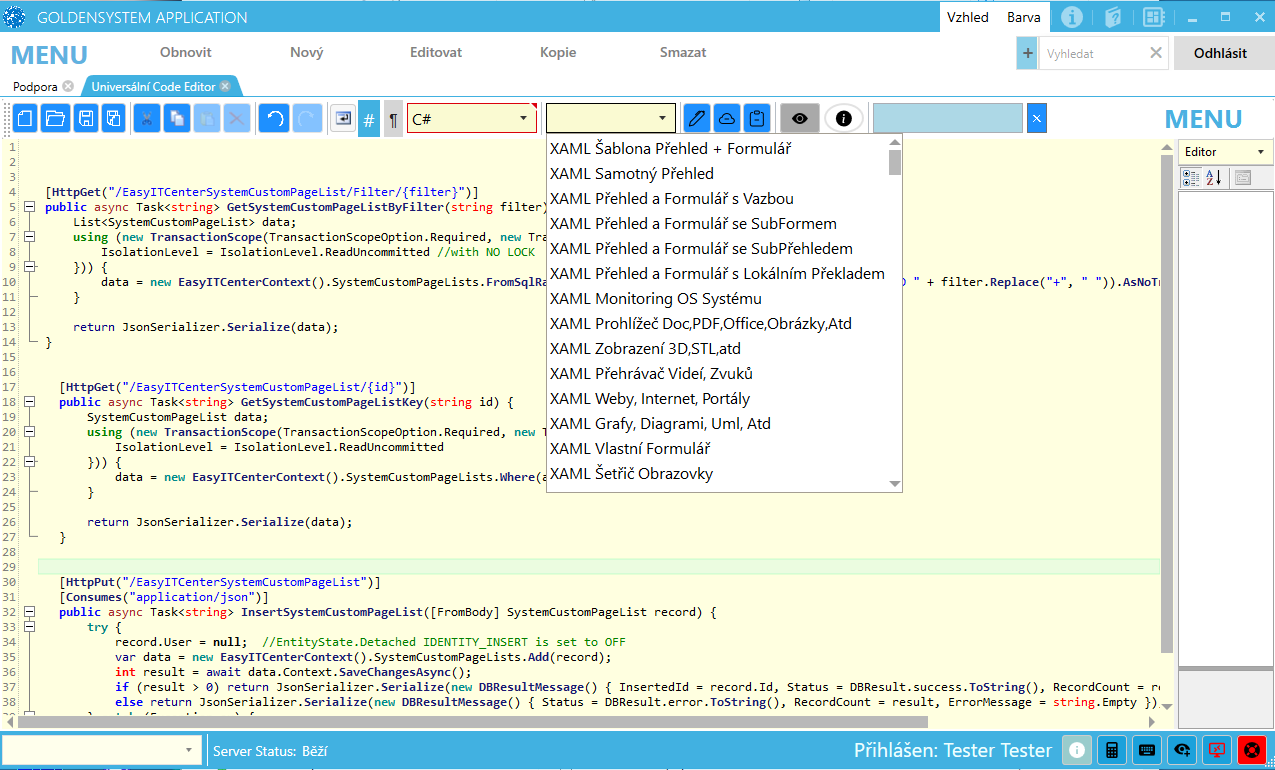 GOLDENSYSTEM APPLICATION
Vzhled Barva
MENU Obnovit Nový Editovat Kopie Smazat
+ Vyhledat Odhlásit
Podpora Universální Code Editor
# ¶ C#
MENU
Editor
XAML Šablona Přehled + Formulář
XAML Samotný Přehled
XAML Přehled a Formulář s Vazbou
XAML Přehled a Formulář se SubFormem
XAML Přehled a Formulář se SubPřehledem
XAML Přehled a Formulář s Lokálním Překladem
XAML Monitoring OS Systému
XAML Prohlížeč Doc,PDF,Office,Obrázky,Atd
XAML Zobrazení 3D,STL,atd
XAML Přehrávač Videí, Zvuků
XAML Weby, Internet, Portály
XAML Grafy, Diagrami, Uml, Atd
XAML Vlastní Formulář
XAML Šetřič Obrazovky
1
2
3
4 [HttpGet("/EasyITCenterSystemCustomPageList/Filter/{filter}")]
5 public async Task<string> GetSystemCustomPageListByFilter(string filter)
6 List<SystemCustomPageList> data;
7 using (new TransactionScope(TransactionScopeOption.Required, new Tra
8 IsolationLevel = IsolationLevel.ReadUncommitted //with NO LOCK
9 })) {
10 data = new EasyITCenterContext().SystemCustomPageLists.FromSqlRa " + filter.Replace("+", " ")).AsNoTr
11 }
12
13 return JsonSerializer.Serialize(data);
14 }
15
16
17 [HttpGet("/EasyITCenterSystemCustomPageList/{id}")]
18 public async Task<string> GetSystemCustomPageListKey(string id) {
19 SystemCustomPageList data;
20 using (new TransactionScope(TransactionScopeOption.Required, new T
21 IsolationLevel = IsolationLevel.ReadUncommitted
22 })) {
23 data = new EasyITCenterContext().SystemCustomPageLists.Where(a
24 }
25
26 return JsonSerializer.Serialize(data);
27 }
28
29
30 [HttpPut("/EasyITCenterSystemCustomPageList")]
31 [Consumes("application/json")]
32 public async Task<string> InsertSystemCustomPageList([FromBody] SystemCustomPageList record) {
33 try {
34 record.User = null; //EntityState.Detached IDENTITY_INSERT is set to OFF
35 var data = new EasyITCenterContext().SystemCustomPageLists.Add(record);
36 int result = await data.Context.SaveChangesAsync();
37 if (result > 0) return JsonSerializer.Serialize(new DBResultMessage() { InsertedId = record.Id, Status = DBResult.success.ToString(), RecordCount = re
38 else return JsonSerializer.Serialize(new DBResultMessage() { Status = DBResult.error.ToString(), RecordCount = result, ErrorMessage = string.Empty })
Server Status: Běží
Přihlášen: Tester Tester